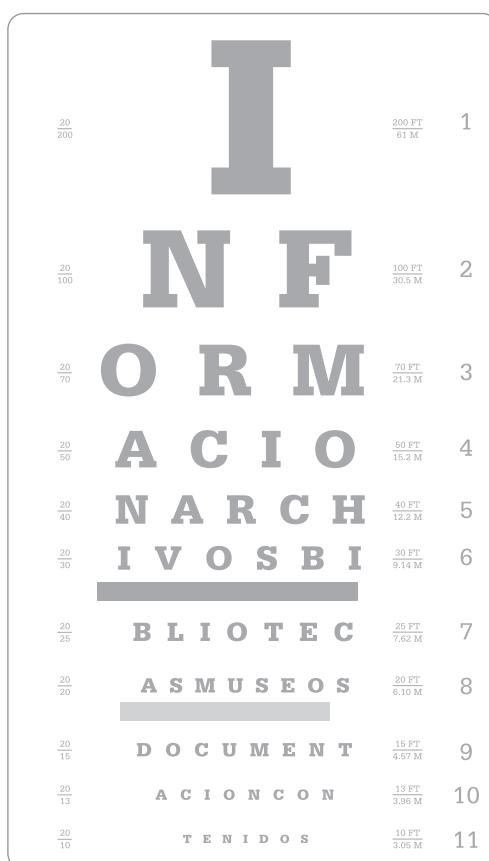 I
20 200 FT 1
200 61 M
N F
20 100 FT 2
100 30.5 M
O R M
20 70 FT 3
70 21.3 M
A C I O
20 50 FT 4
50 15.2 M
N A R C H
20 40 FT 5
40 12.2 M
I V O S B I
20 30 FT 6
30 9.14 M
B L I O T E C
20 25 FT 7
25 7.62 M
A S M U S E O S
20 20 FT 8
20 6.10 M
D O C U M E N T
20 15 FT 9
15 4.57 M
A C I O N C O N
20 13 FT 10
13 3.96 M
T E N I D O S
20 10 FT 11
10 3.05 M